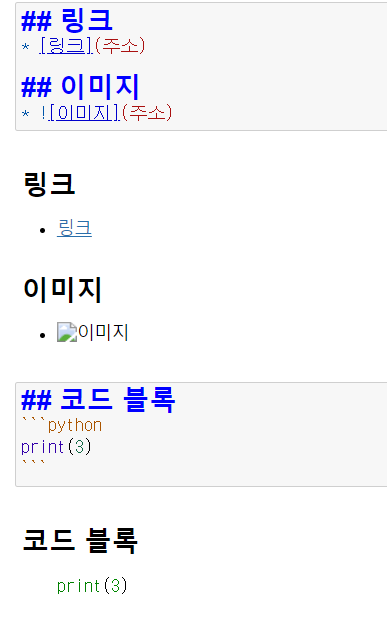 ## 링크
* [링크](주소)
## 이미지
* ![이미지](주소)
링크
• 링크
이미지
• 이미지
## 코드 블록
```python
print(3)
```
코드 블록
print(3)